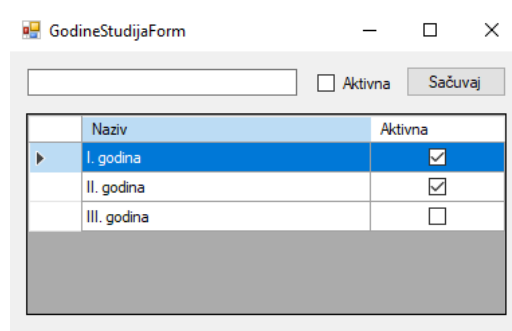 GodineStudijaForm
Aktivna Sačuvaj
Naziv Aktivna
I. godina
II. godina
III. godina